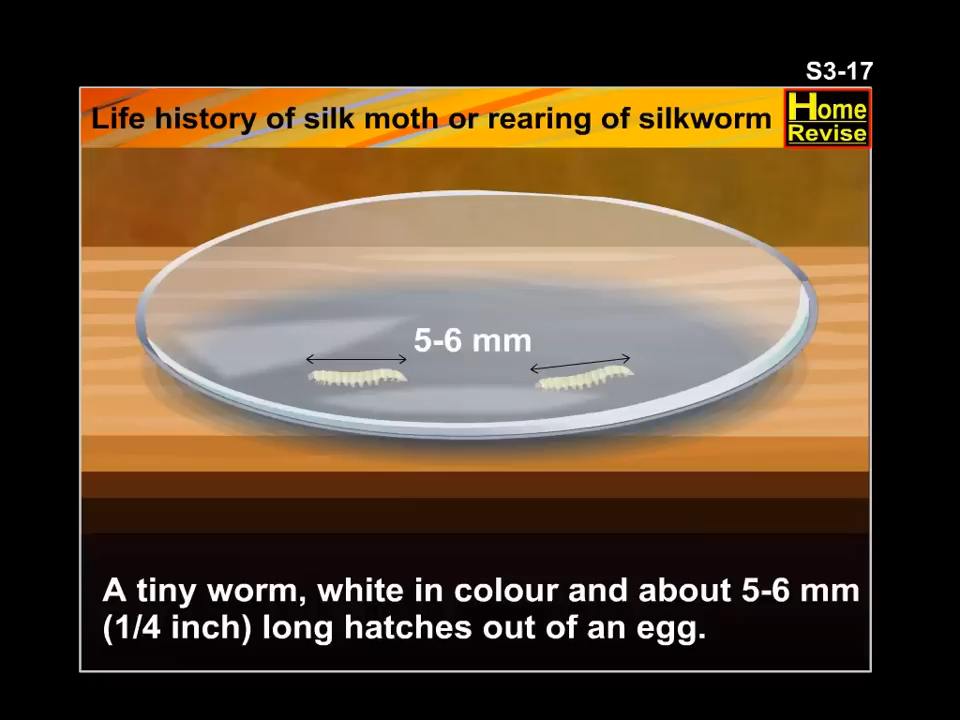 S3-17
Life history of silk moth or rearing of silkworm
Home
Revise
5-6 mm
A tiny worm, white in colour and about 5-6 mm
(1/4 inch) long hatches out of an egg.